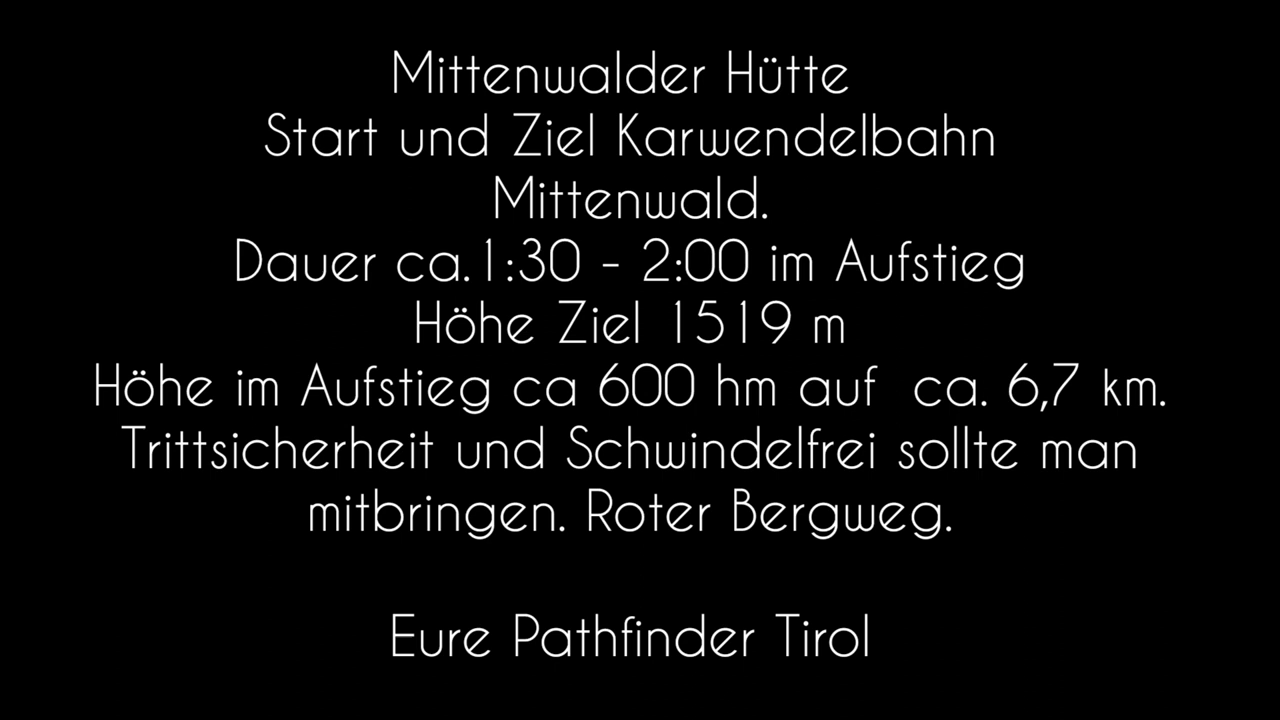 Mittenwalder Hütte
Start und Ziel Karwendelbahn
Mittenwald.
Dauer ca.1:30 - 2:00 im Aufstieg
Höhe Ziel 1519 m
Höhe im Aufstieg ca 600 hm auf  ca. 6,7 km.
Trittsicherheit und Schwindelfrei sollte man
mitbringen. Roter Bergweg.
Eure Pathfinder Tirol